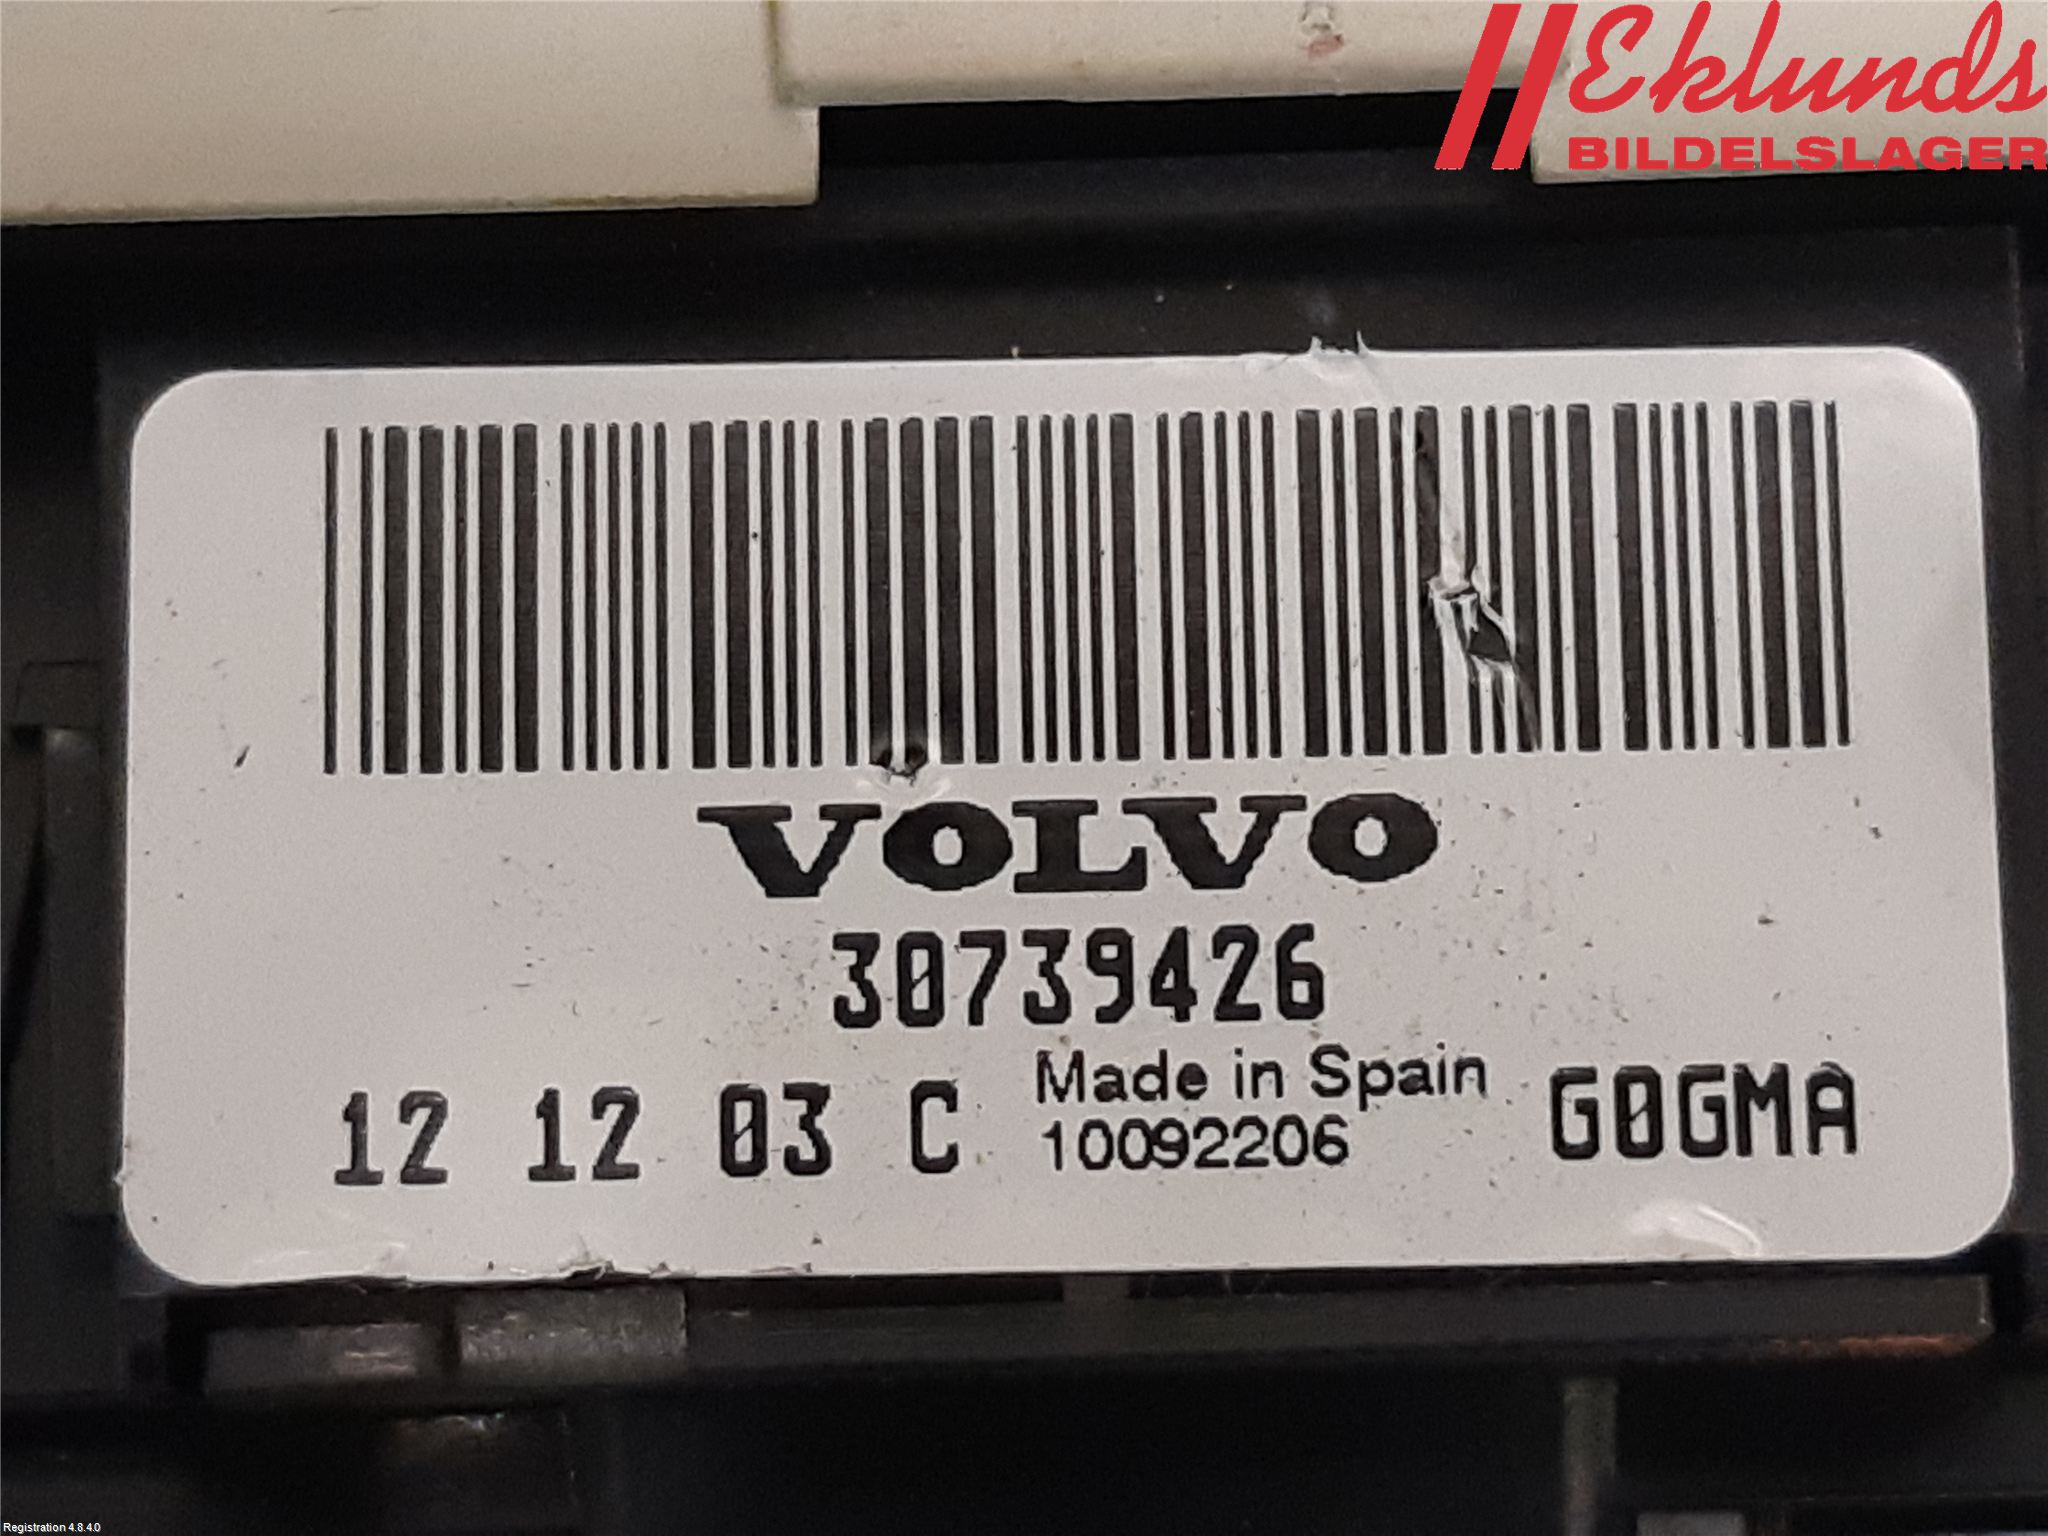 Eklunds
BILDELSLAGER
VOLVO
30739426
12 12 03 C Made in Spain G0GMA
10092206
Registration 4.8.4.0